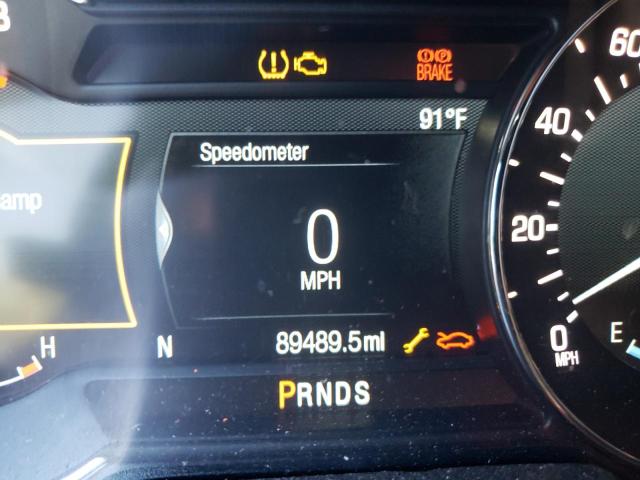 60
BRAKE
91°F
40
Speedometer
amp
20
0
MPH
H
N
89489.5mi
0
MPH
E
PRNDS